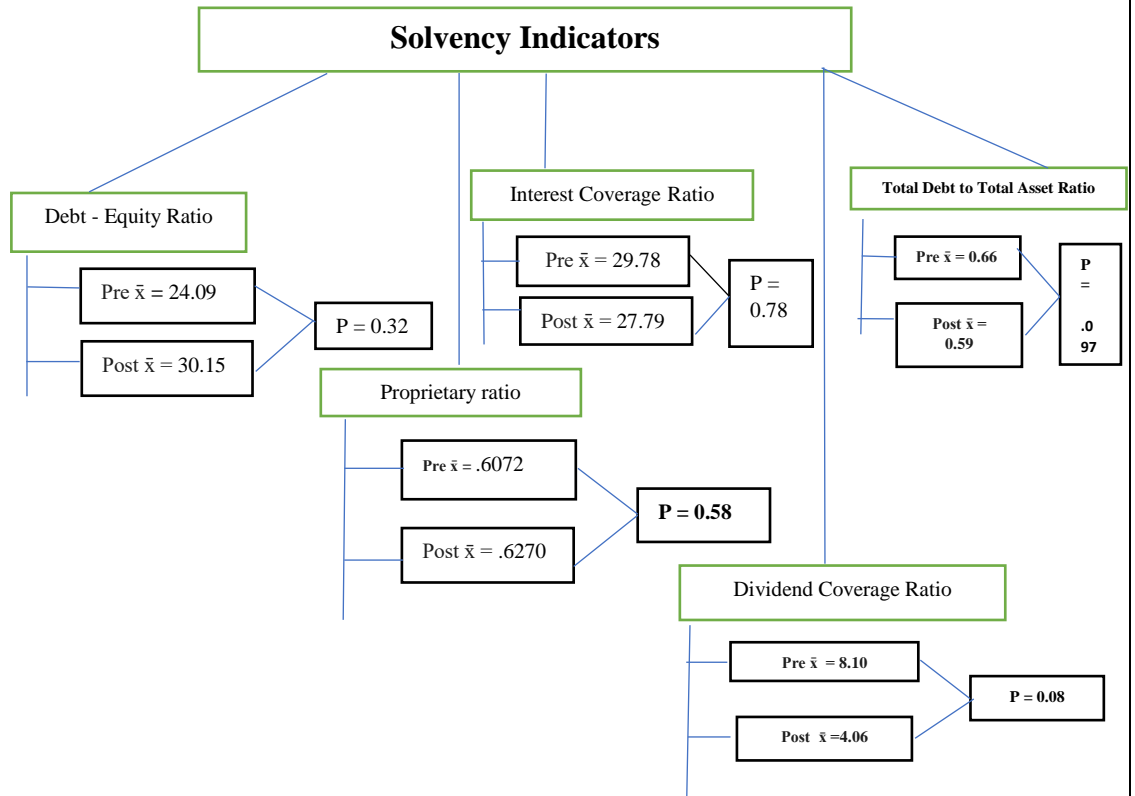 Solvency Indicators
Debt - Equity Ratio
Pre x̄ = 24.09
Post x̄ = 30.15
P = 0.32
Proprietary ratio
Pre x̄ = .6072
Post x̄ = .6270
P = 0.58
Interest Coverage Ratio
Pre x̄ = 29.78
Post x̄ = 27.79
P =
0.78
Dividend Coverage Ratio
Pre x̄ = 8.10
Post x̄ =4.06
P = 0.08
Total Debt to Total Asset Ratio
Pre x̄ = 0.66
Post x̄ =
0.59
P
=
.0
97